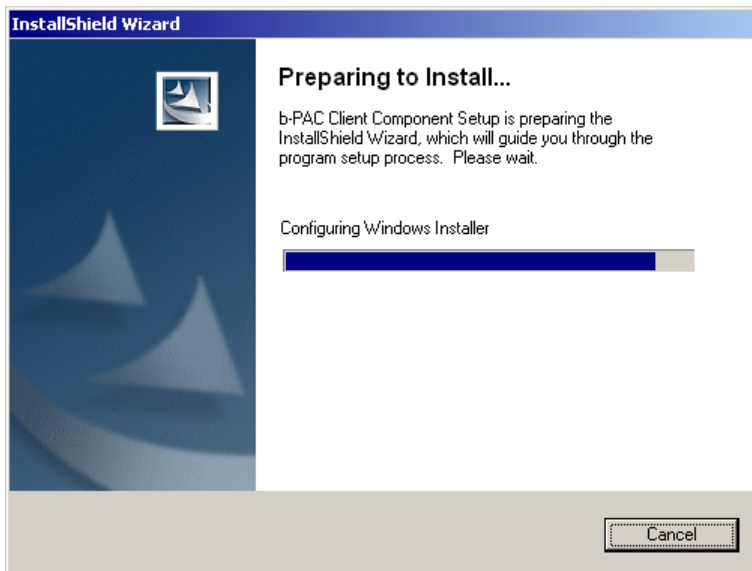 InstallShield Wizard
Preparing to Install...
b-PAC Client Component Setup is preparing the
InstallShield Wizard, which will guide you through the
program setup process. Please wait.
Configuring Windows Installer
Cancel